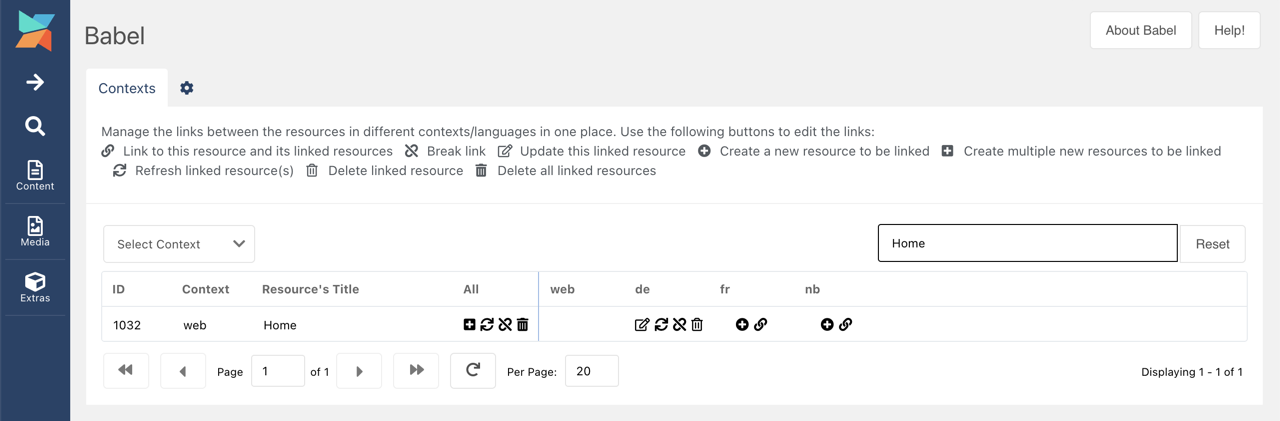 Babel
About Babel
Help!
Content
Media
Extras
Contexts
Manage the links between the resources in different contexts/languages in one place. Use the following buttons to edit the links:
Link to this resource and its linked resources Break link Update this linked resource Create a new resource to be linked Create multiple new resources to be linked
Refresh linked resource(s) Delete linked resource Delete all linked resources
Select Context Home Reset
ID Context Resource's Title All web de fr nb
1032 web Home
Page 1 of 1 Per Page: 20 Displaying 1 - 1 of 1